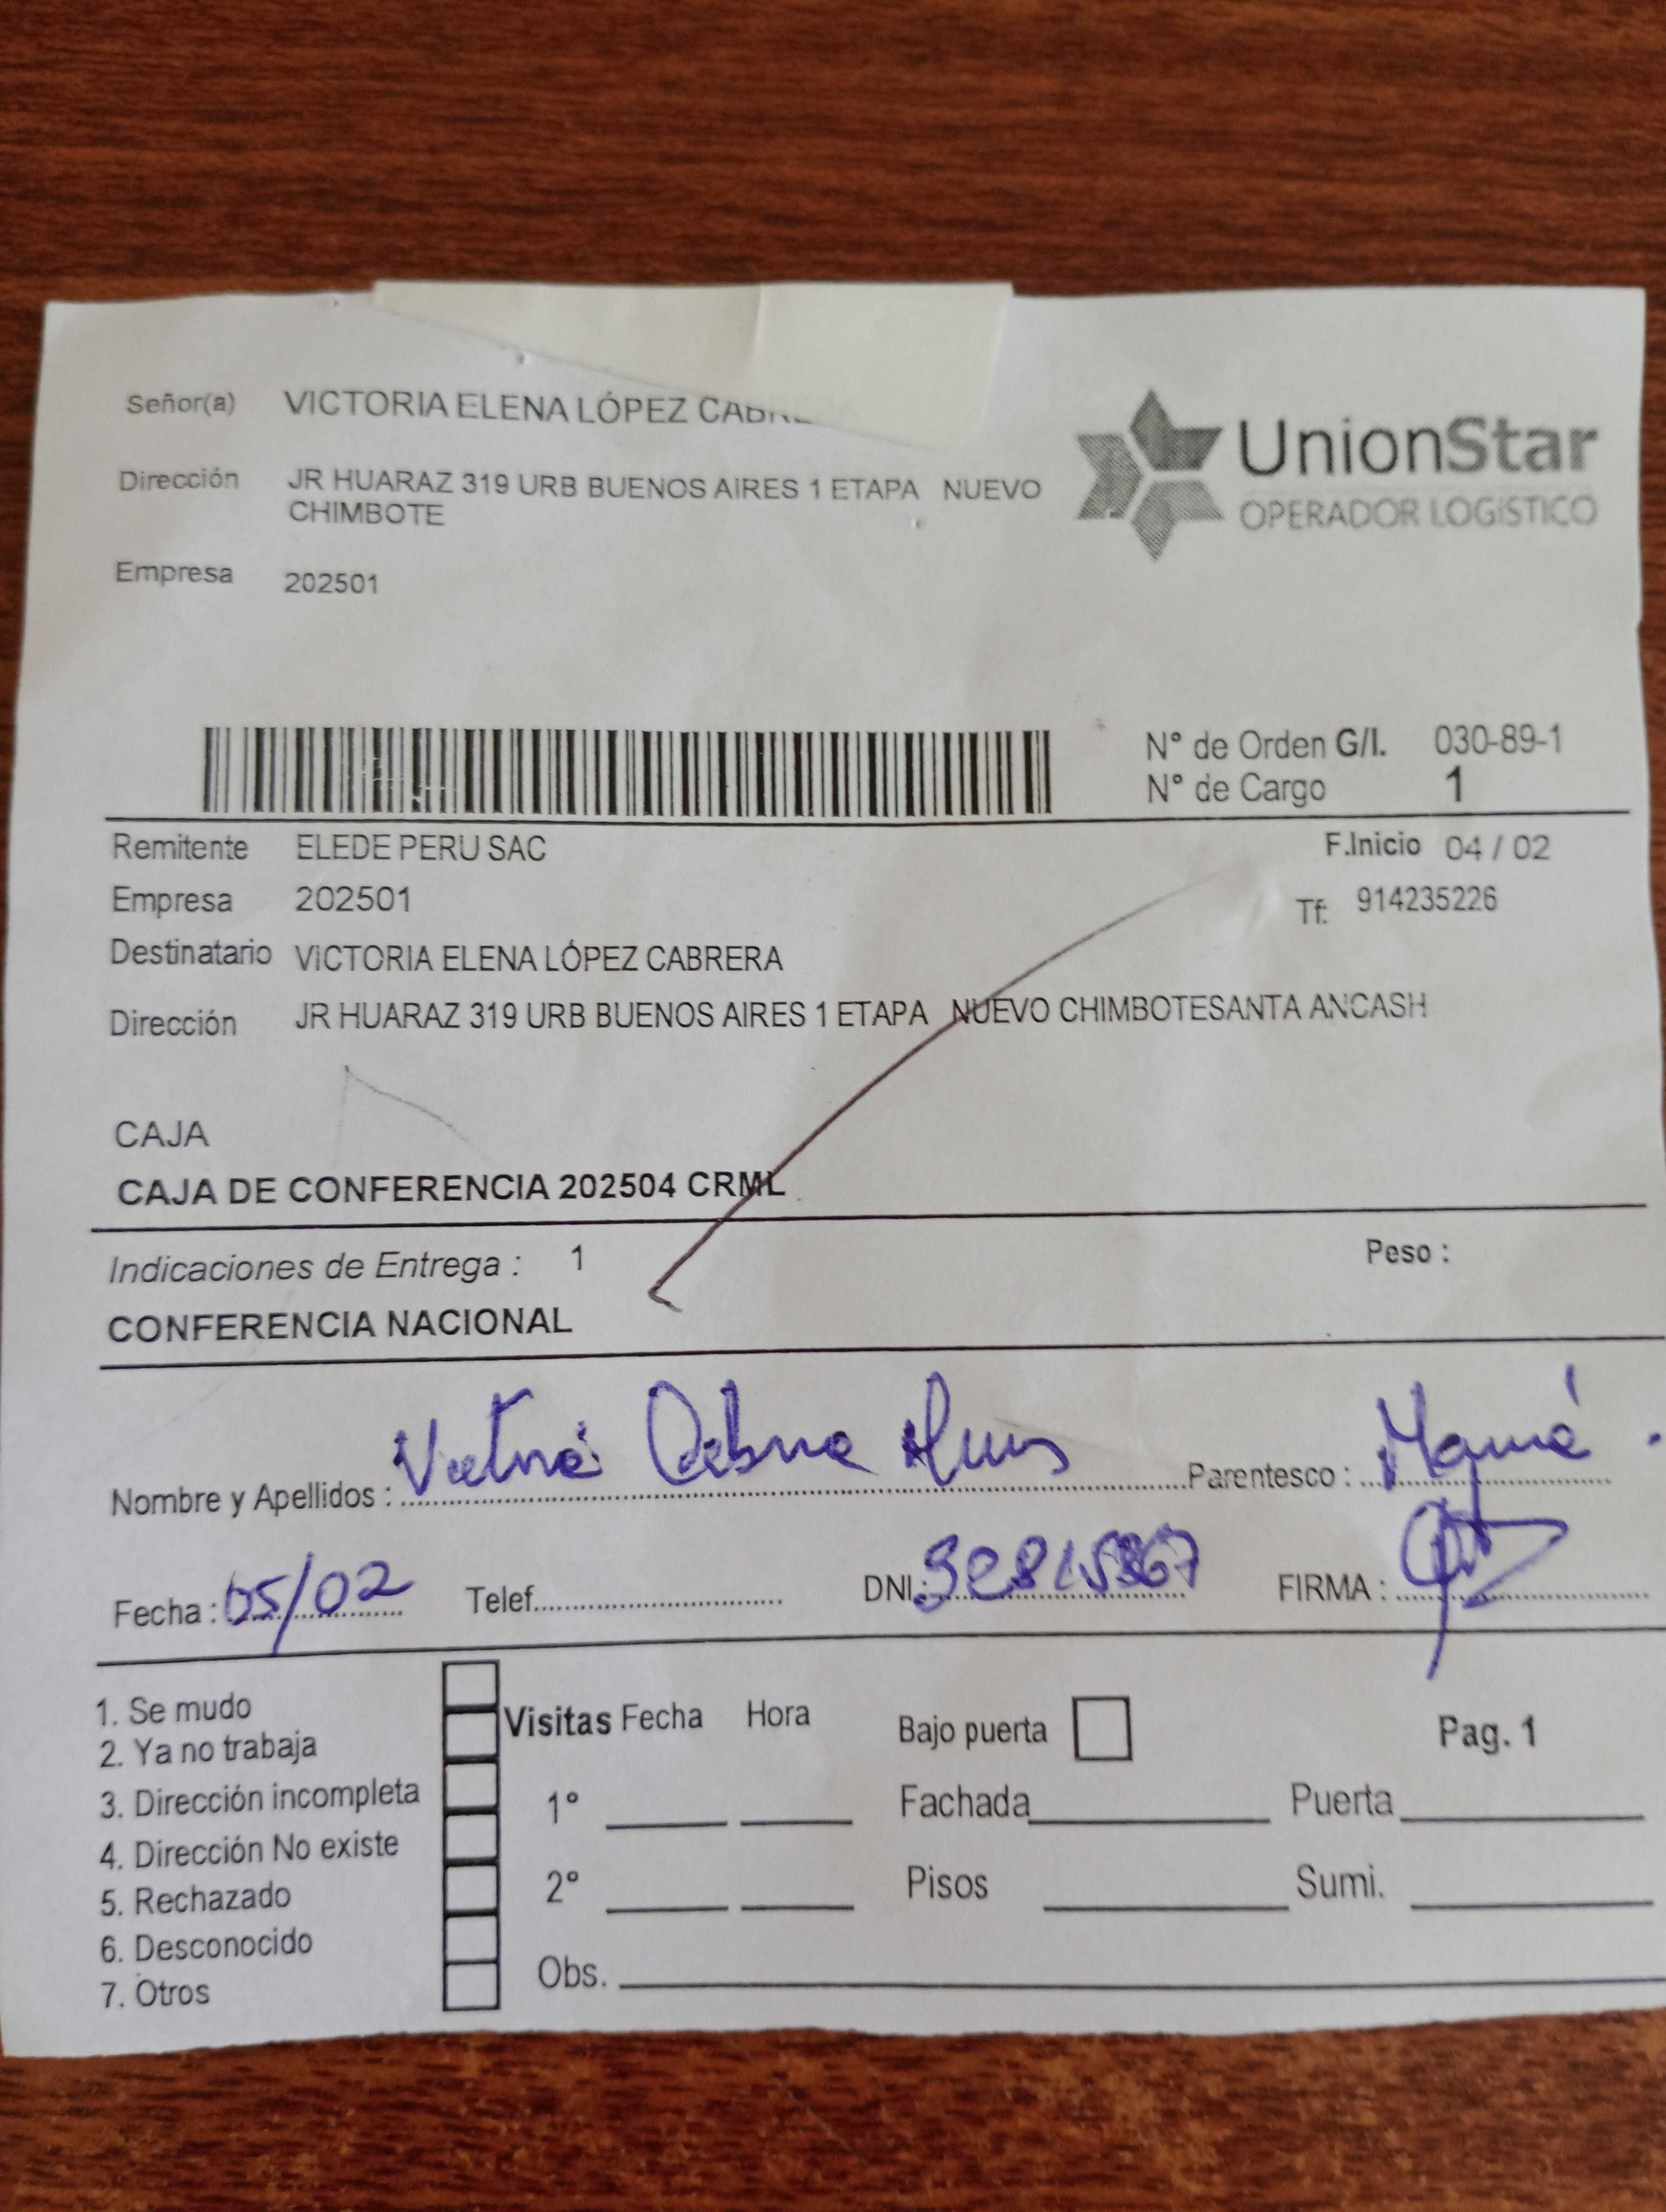 Señor(a) VICTORIA ELENA LÓPEZ
Dirección JR HUARAZ 319 URB BUENOS AIRES 1 ETAPA NUEVO
CHIMBOTE
Empresa 202501
UnionStar
OPERADOR LOGÍSTICO
N° de Orden G/I. 030-89-1
N° de Cargo 1
Remitente ELEDE PERU SAC F.Inicio 04 / 02
Empresa 202501 Tf: 914235226
Destinatario VICTORIA ELENA LÓPEZ CABRERA
Dirección JR HUARAZ 319 URB BUENOS AIRES 1 ETAPA NUEVO CHIMBOTESANTA ANCASH
CAJA
CAJA DE CONFERENCIA 202504 CRML
Indicaciones de Entrega : 1 Peso :
CONFERENCIA NACIONAL
Nombre y Apellidos : Parentesco : Mamá
Fecha : 05/02 Telef. DNI.: FIRMA :
1. Se mudo
2. Ya no trabaja
3. Dirección incompleta
4. Dirección No existe
5. Rechazado
6. Desconocido
7. Otros
Visitas Fecha Hora
1°
2°
Obs.
Bajo puerta Pag. 1
Fachada Puerta
Pisos Sumi.